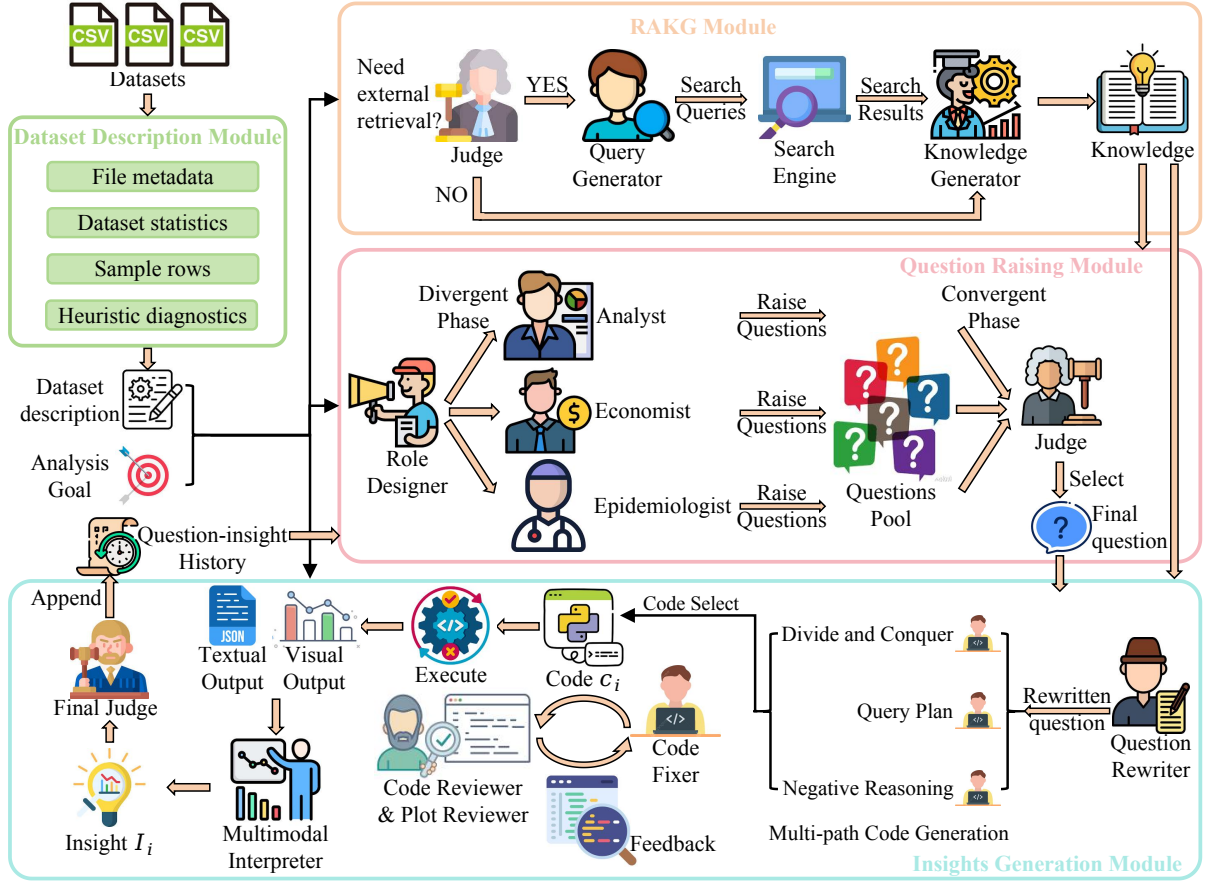 CSV CSV CSV
Datasets
Dataset Description Module
File metadata
Dataset statistics
Sample rows
Heuristic diagnostics
Dataset
description
Analysis
Goal
Question-insight
History
RAKG Module
Need
external
retrieval?
Judge
YES
NO
Query
Generator
Search
Queries
Search
Engine
Search
Results
Knowledge
Generator
Knowledge
Question Raising Module
Role
Designer
Divergent
Phase
Analyst
Economist
Epidemiologist
Raise
Questions
Raise
Questions
Raise
Questions
Questions
Pool
Convergent
Phase
Judge
Select
Final
question
Insights Generation Module
Question
Rewriter
Rewritten
question
Divide and Conquer
Query Plan
Negative Reasoning
Multi-path Code Generation
Code Select
Code c_i
Code
Fixer
Feedback
Code Reviewer
& Plot Reviewer
Execute
JSON
Textual
Output
Visual
Output
Multimodal
Interpreter
Insight I_i
Final Judge
Append